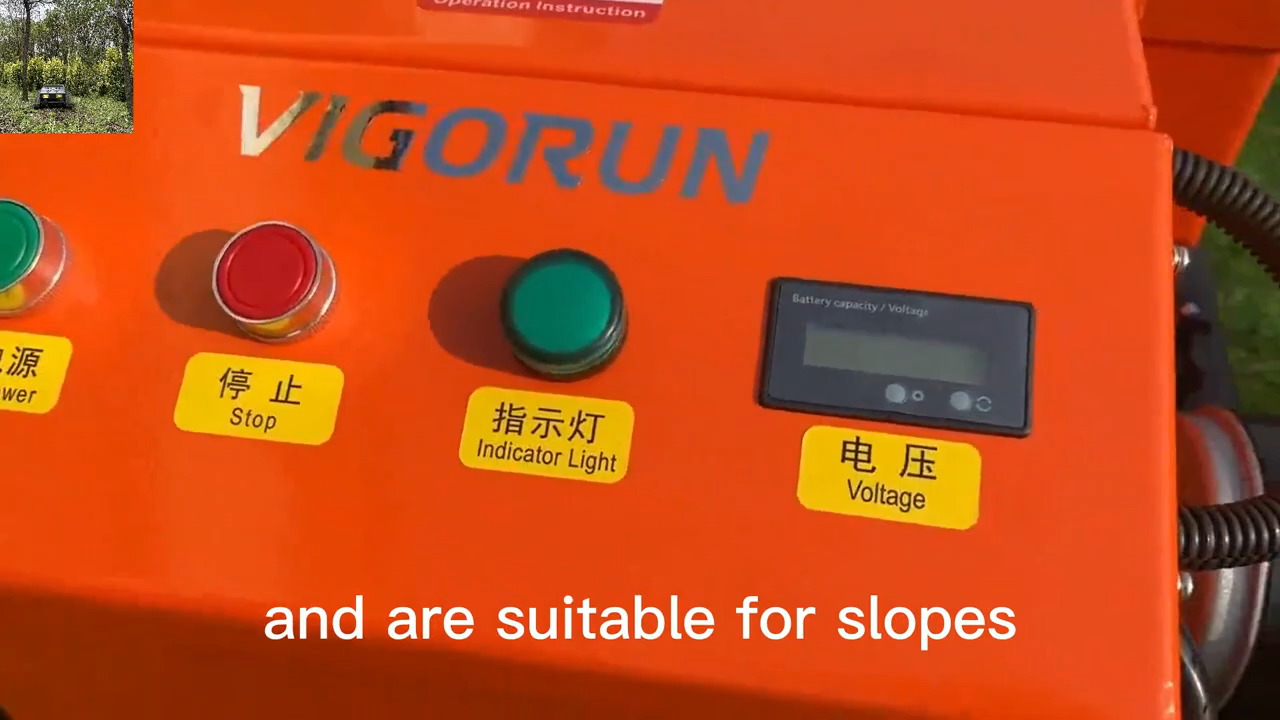 Operation Instruction
VIGORUN
源
wer
停止
Stop
指示灯
Indicator Light
Battery capacity / Voltage
电压
Voltage
and are suitable for slopes